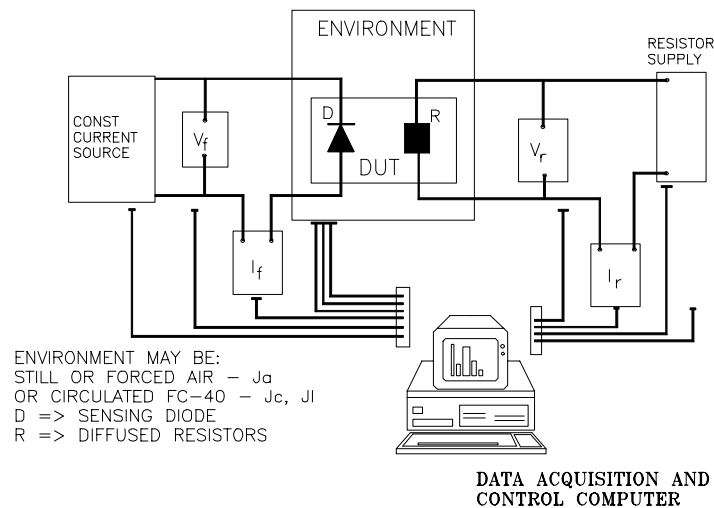 ENVIRONMENT
RESISTOR
SUPPLY
CONST
CURRENT
SOURCE
Vf
D
R
DUT
Vr
If
Ir
ENVIRONMENT MAY BE:
STILL OR FORCED AIR – Ja
OR CIRCULATED FC–40 – Jc, Jl
D => SENSING DIODE
R => DIFFUSED RESISTORS
DATA ACQUISITION AND
CONTROL COMPUTER